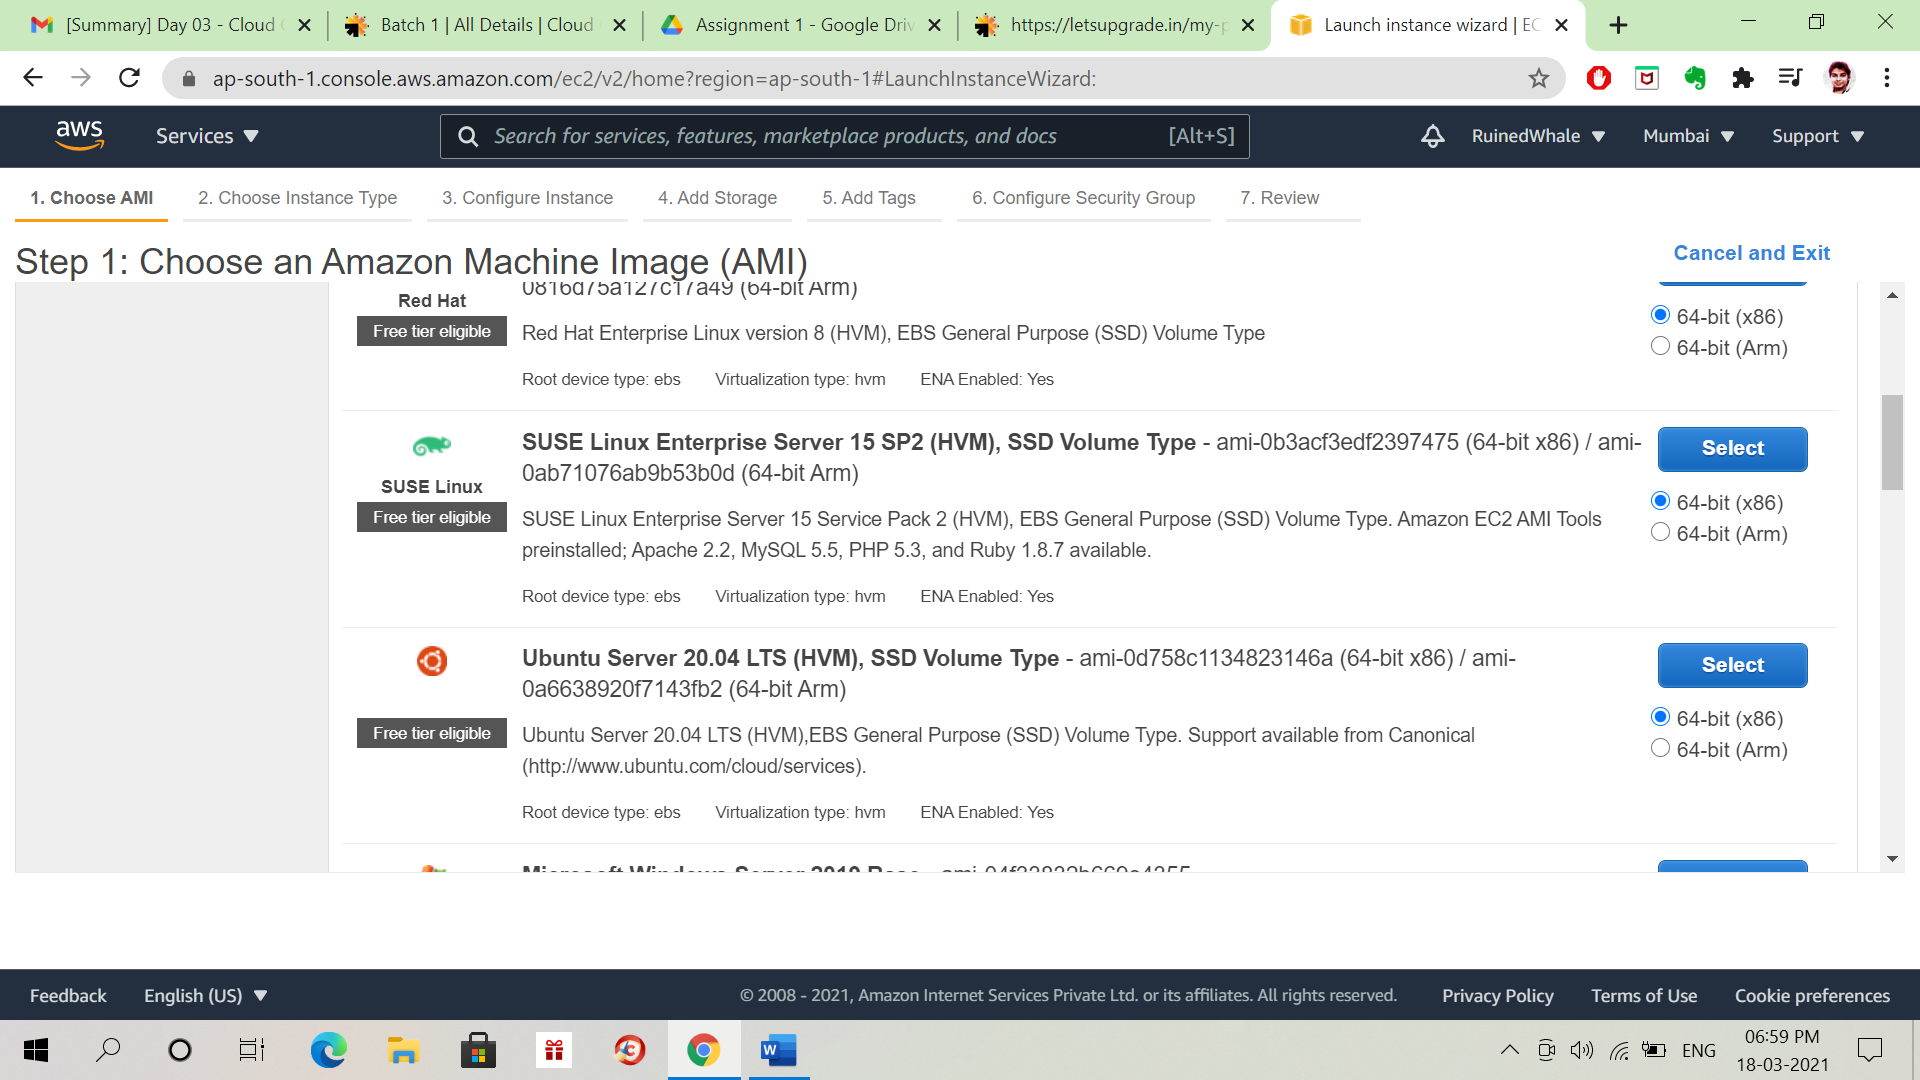 [Summary] Day 03 - Cloud
Batch 1 | All Details | Cloud
Assignment 1 - Google Driv
https://letsupgrade.in/my-p
Launch instance wizard | EC
ap-south-1.console.aws.amazon.com/ec2/v2/home?region=ap-south-1#LaunchInstanceWizard:
aws
Services
Search for services, features, marketplace products, and docs [Alt+S]
RuinedWhale
Mumbai
Support
1. Choose AMI
2. Choose Instance Type
3. Configure Instance
4. Add Storage
5. Add Tags
6. Configure Security Group
7. Review
Step 1: Choose an Amazon Machine Image (AMI)
Cancel and Exit
Red Hat
Free tier eligible
0816d75a127c17a49 (64-bit Arm)
Red Hat Enterprise Linux version 8 (HVM), EBS General Purpose (SSD) Volume Type
Root device type: ebs Virtualization type: hvm ENA Enabled: Yes
64-bit (x86)
64-bit (Arm)
SUSE Linux
Free tier eligible
SUSE Linux Enterprise Server 15 SP2 (HVM), SSD Volume Type - ami-0b3acf3edf2397475 (64-bit x86) / ami-
0ab71076ab9b53b0d (64-bit Arm)
SUSE Linux Enterprise Server 15 Service Pack 2 (HVM), EBS General Purpose (SSD) Volume Type. Amazon EC2 AMI Tools
preinstalled; Apache 2.2, MySQL 5.5, PHP 5.3, and Ruby 1.8.7 available.
Root device type: ebs Virtualization type: hvm ENA Enabled: Yes
Select
64-bit (x86)
64-bit (Arm)
Free tier eligible
Ubuntu Server 20.04 LTS (HVM), SSD Volume Type - ami-0d758c1134823146a (64-bit x86) / ami-
0a6638920f7143fb2 (64-bit Arm)
Ubuntu Server 20.04 LTS (HVM),EBS General Purpose (SSD) Volume Type. Support available from Canonical
(http://www.ubuntu.com/cloud/services).
Root device type: ebs Virtualization type: hvm ENA Enabled: Yes
Select
64-bit (x86)
64-bit (Arm)
Microsoft Windows Server 2019 Base -
Feedback
English (US)
© 2008 - 2021, Amazon Internet Services Private Ltd. or its affiliates. All rights reserved.
Privacy Policy
Terms of Use
Cookie preferences
ENG
06:59 PM
18-03-2021